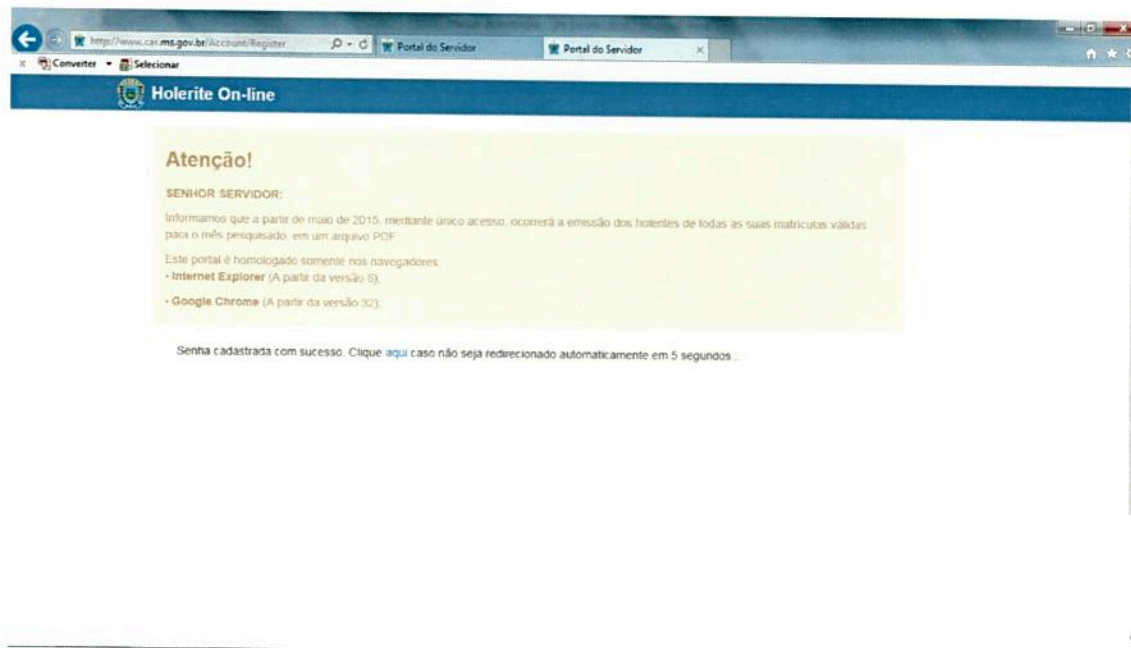 http://www.cas.ms.gov.br/Account/Register
Portal do Servidor
Portal do Servidor
x Converter Selecionar
Holerite On-line
Atenção!
SENHOR SERVIDOR:
Informamos que a partir de maio de 2015, mediante único acesso, ocorrerá a emissão dos holerites de todas as suas matrículas válidas
para o mês pesquisado, em um arquivo PDF
Este portal é homologado somente nos navegadores:
- Internet Explorer (A partir da versão 8);
- Google Chrome (A partir da versão 32);
Senha cadastrada com sucesso. Clique aqui caso não seja redirecionado automaticamente em 5 segundos...